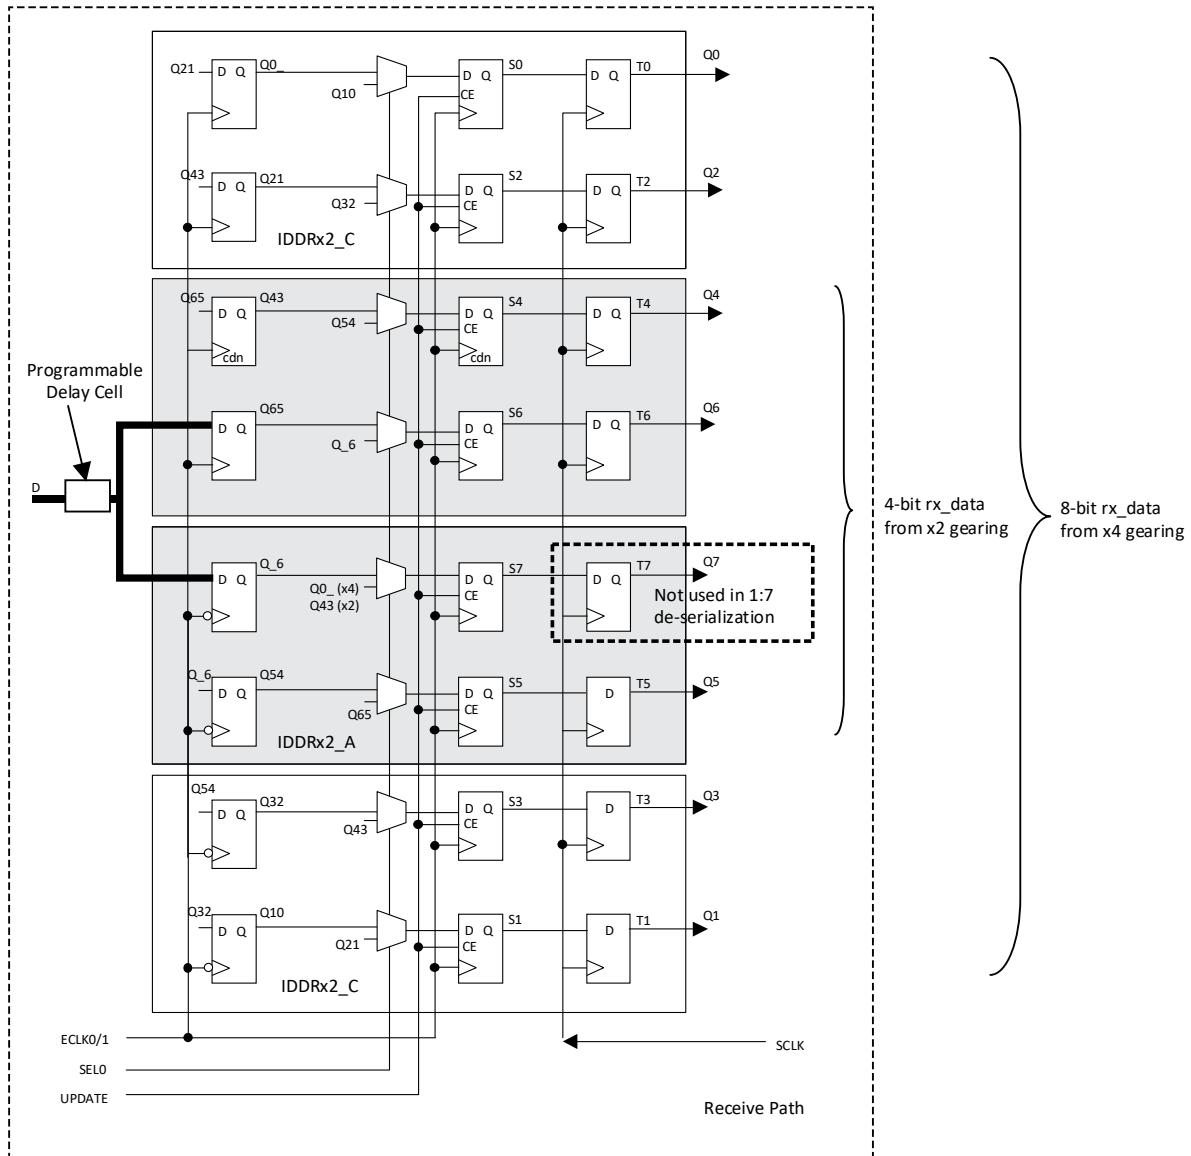 Q0
Q21
D Q
Q0_
Q10
D Q
CE
S0
D Q
T0
Q2
Q43
D Q
Q21
Q32
D Q
CE
S2
D Q
T2
IDDRx2_C
Q4
Q65
D Q
cdn
Q43
Q54
D Q
CE
cdn
S4
D Q
T4
Programmable
Delay Cell
D
Q6
D Q
Q65
Q_6
D Q
CE
S6
D Q
T6
4-bit rx_data
from x2 gearing
8-bit rx_data
from x4 gearing
Q7
D Q
Q_6
Q0_ (x4)
Q43 (x2)
D Q
CE
S7
D Q
T7
Not used in 1:7
de-serialization
Q5
Q_6
D Q
Q54
Q65
D Q
CE
S5
D
T5
IDDRx2_A
Q3
Q54
D Q
Q32
Q43
D Q
CE
S3
D
T3
Q1
Q32
D Q
Q10
Q21
D Q
CE
S1
D
T1
IDDRx2_C
ECLK0/1
SCLK
SEL0
UPDATE
Receive Path